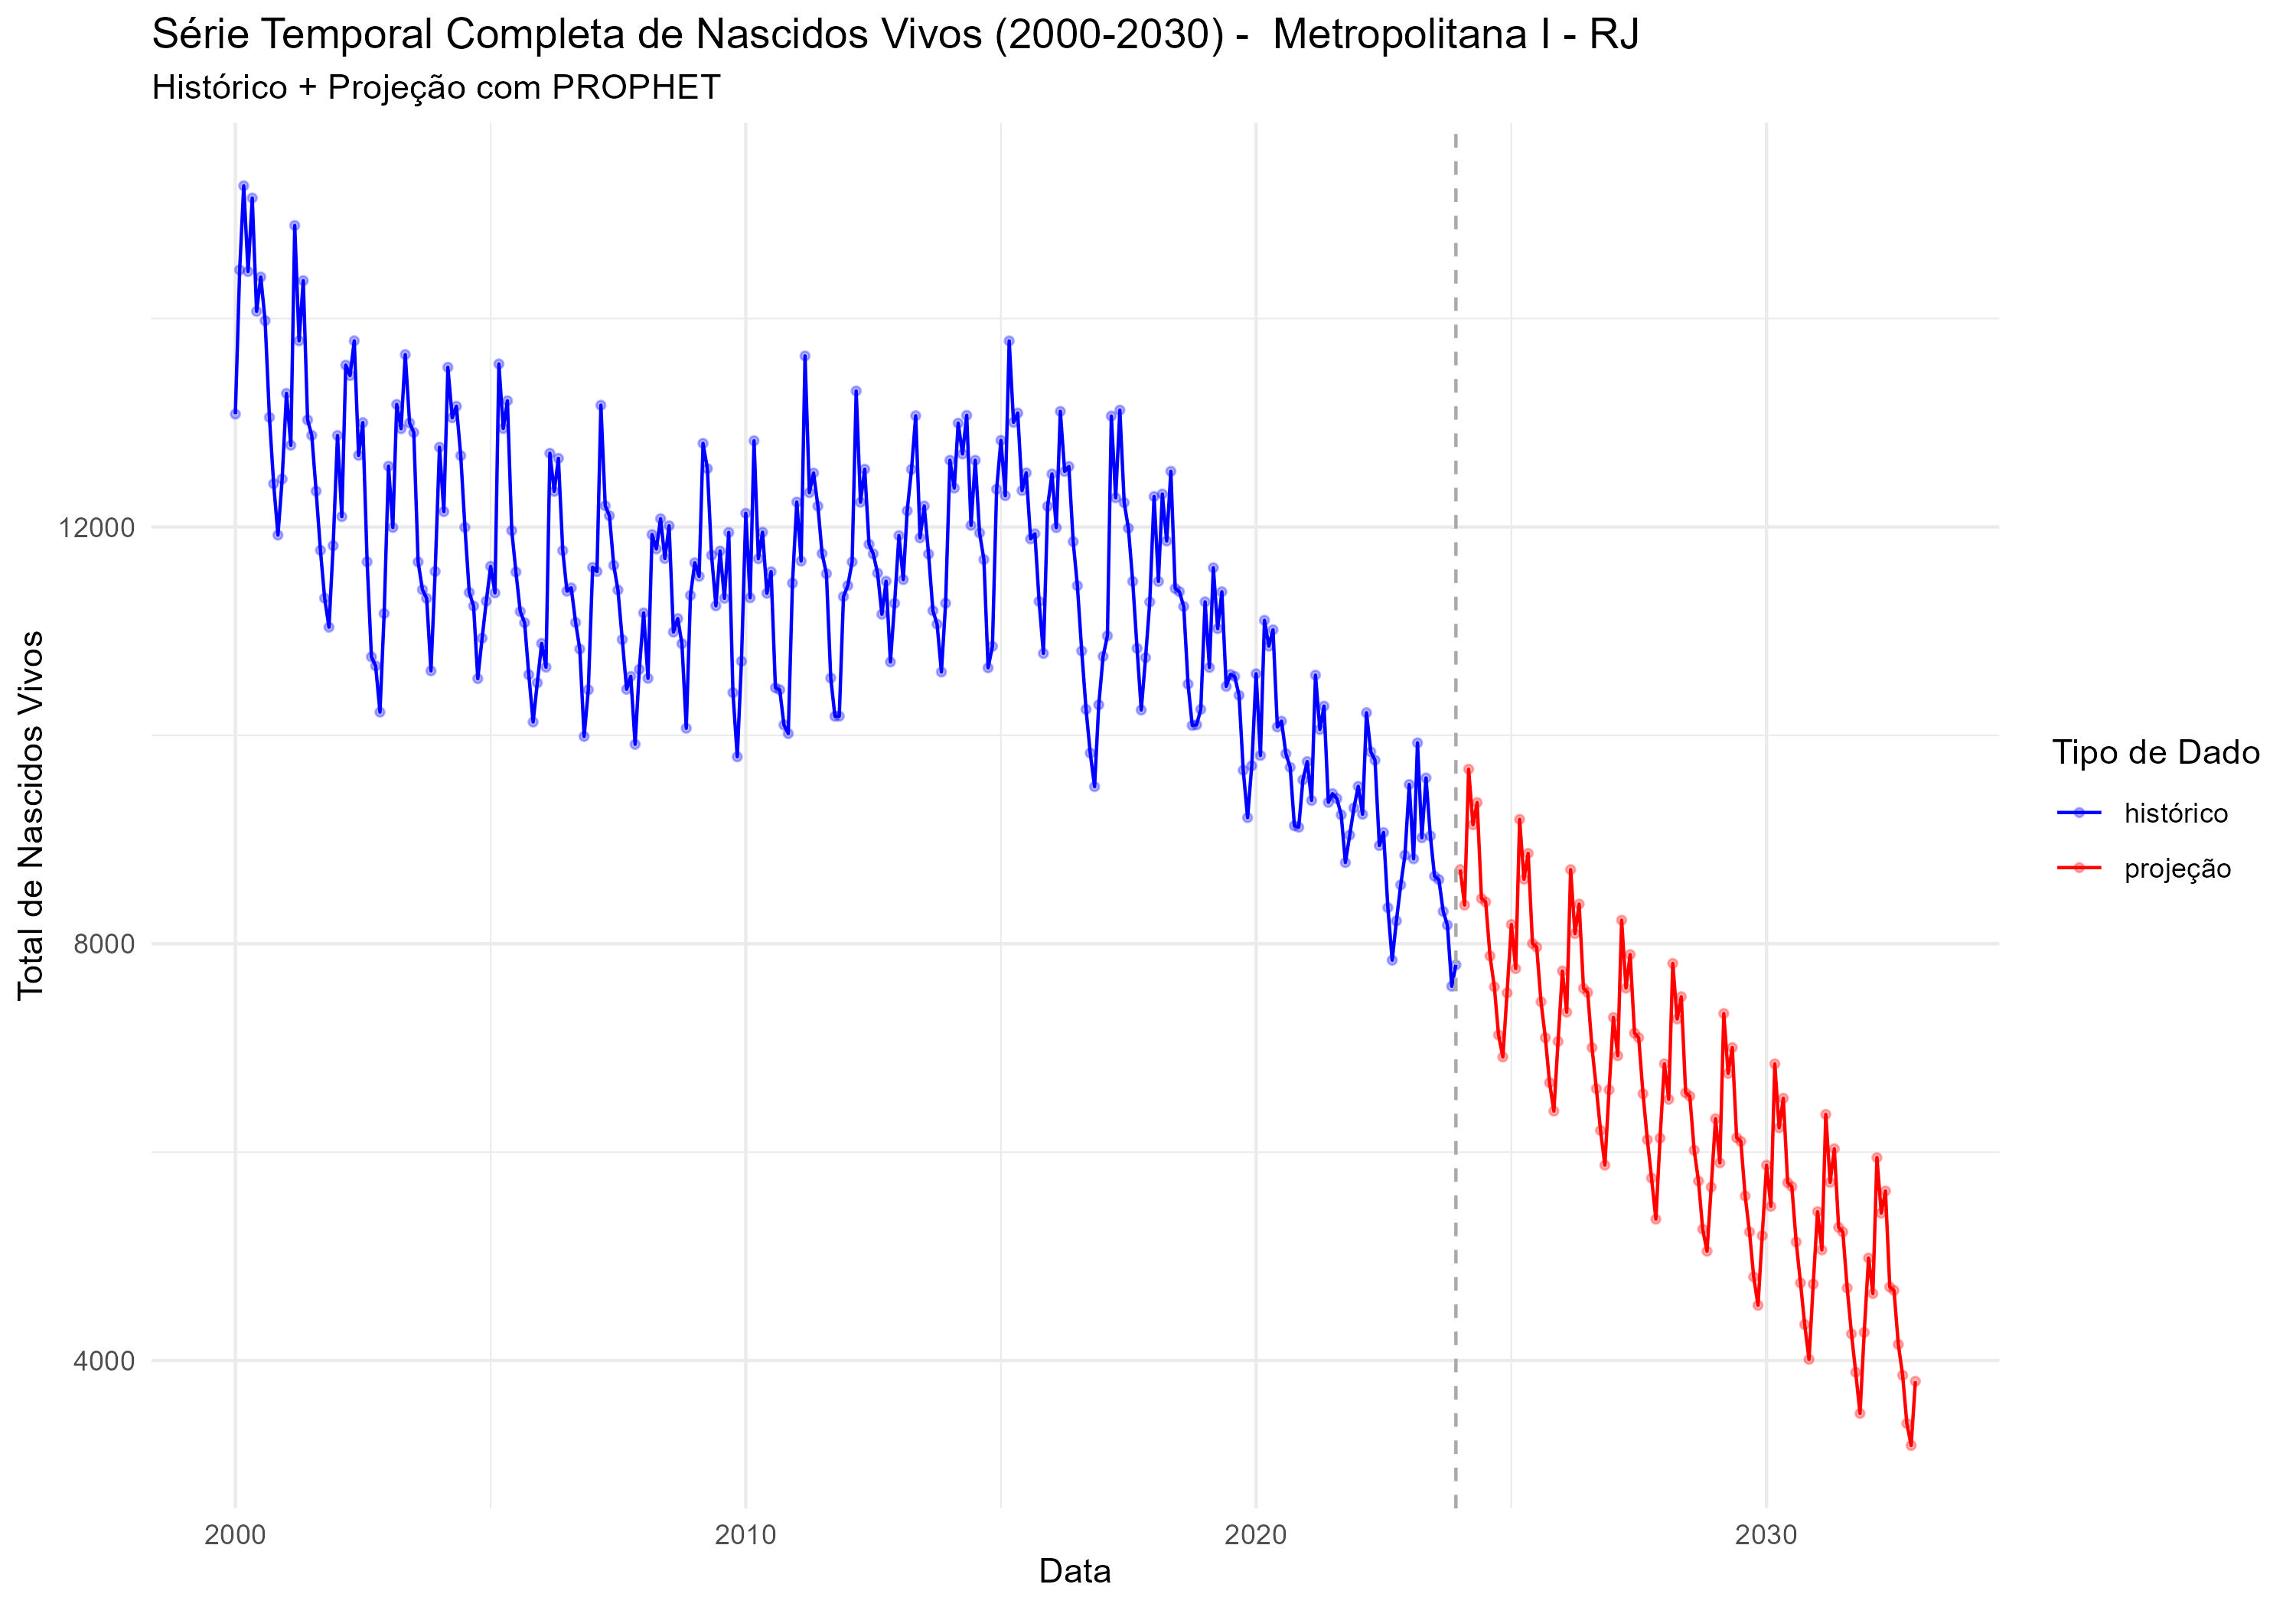 Série Temporal Completa de Nascidos Vivos (2000-2030) -  Metropolitana I - RJ
Histórico + Projeção com PROPHET
Total de Nascidos Vivos
12000
8000
4000
2000
2010
2020
2030
Data
Tipo de Dado
histórico
projeção